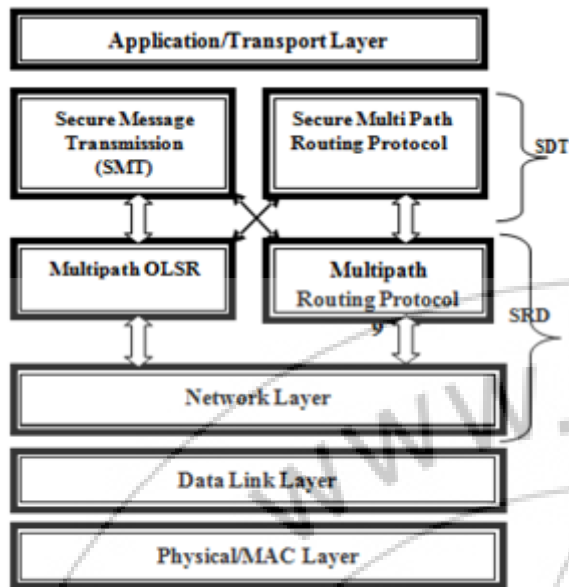 Application/Transport Layer
Secure Message
Transmission
(SMT)
Secure Multi Path
Routing Protocol
SDT
Multipath OLSR
Multipath
Routing Protocol
9
SRD
Network Layer
www.
Data Link Layer
Physical/MAC Layer